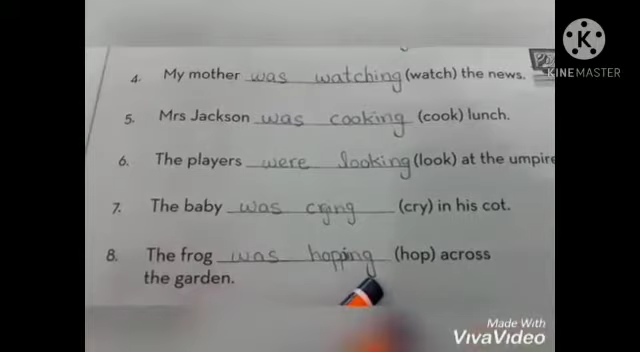 KINEMASTER
4. My mother was watching (watch) the news.
5. Mrs Jackson was cooking (cook) lunch.
6. The players were looking (look) at the umpire
7. The baby was crying (cry) in his cot.
8. The frog was hopping (hop) across
the garden.
Made With
VivaVideo